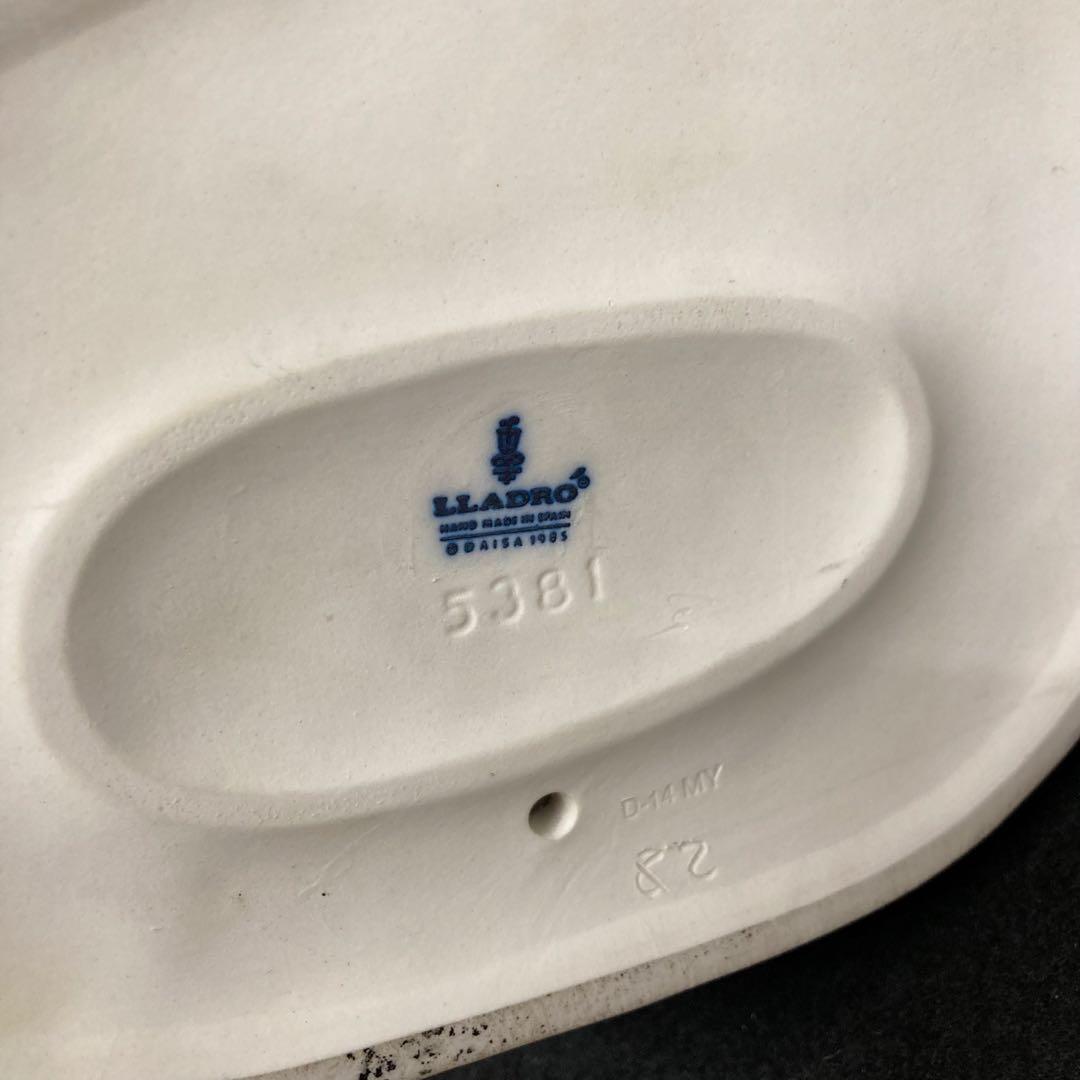 LLADRÓ®
HAND MADE IN SPAIN
© DAISA 1985
5381
D-14 MY